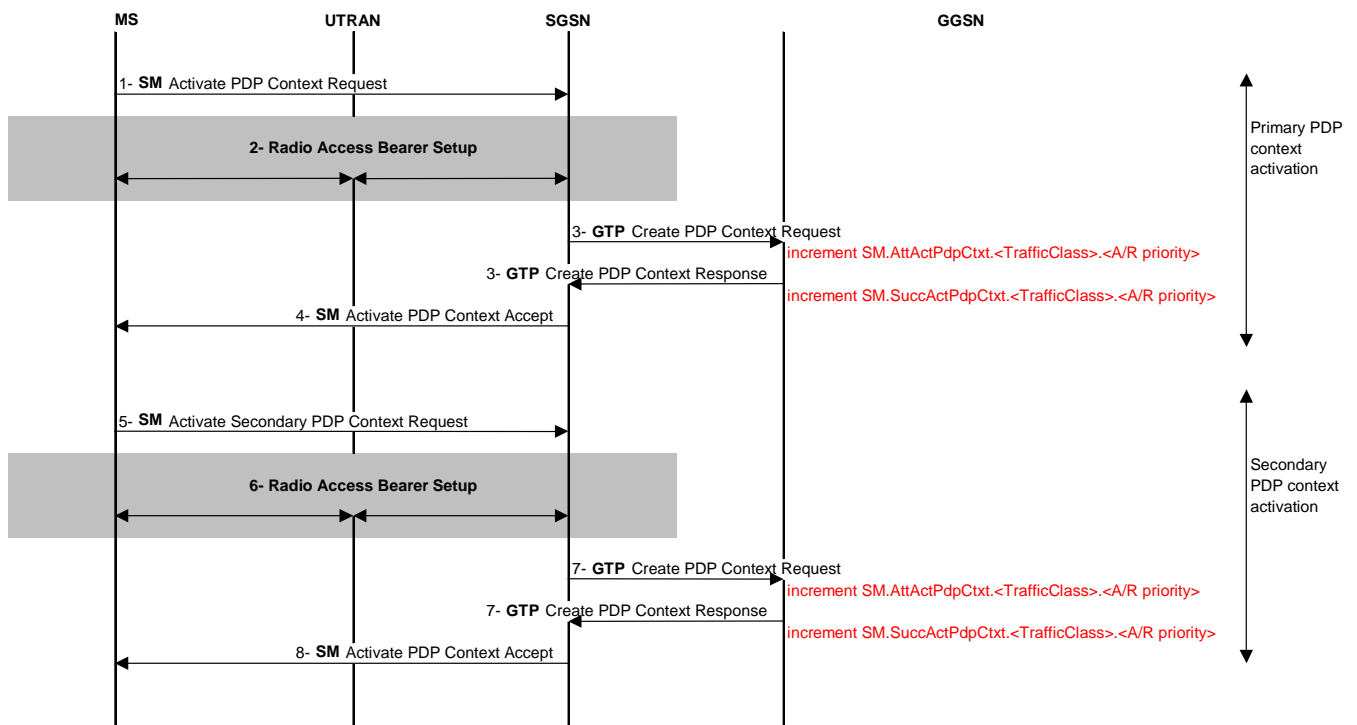 MS UTRAN SGSN GGSN
1- SM Activate PDP Context Request
Primary PDP
context
activation
2- Radio Access Bearer Setup
3- GTP Create PDP Context Request
increment SM.AttActPdpCtxt.<TrafficClass>.<A/R priority>
3- GTP Create PDP Context Response
increment SM.SuccActPdpCtxt.<TrafficClass>.<A/R priority>
4- SM Activate PDP Context Accept
5- SM Activate Secondary PDP Context Request
Secondary
PDP context
activation
6- Radio Access Bearer Setup
7- GTP Create PDP Context Request
increment SM.AttActPdpCtxt.<TrafficClass>.<A/R priority>
7- GTP Create PDP Context Response
increment SM.SuccActPdpCtxt.<TrafficClass>.<A/R priority>
8- SM Activate PDP Context Accept